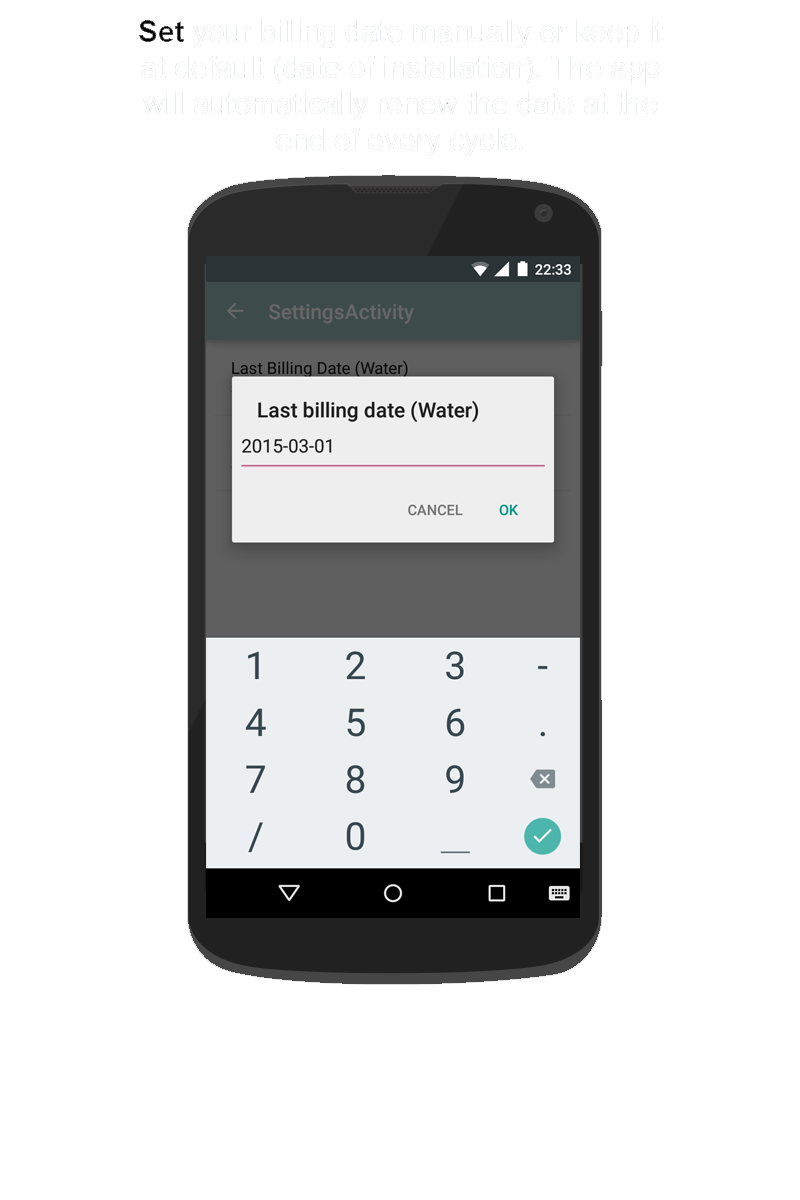 Set your billing date manually or keep it
at default (date of installation). The app
will automatically renew the date at the
end of every cycle.
22:33
SettingsActivity
Last Billing Date (Water)
Last billing date (Water)
2015-03-01
CANCEL OK
1 2 3 -
4 5 6 .
7 8 9
/ 0 _